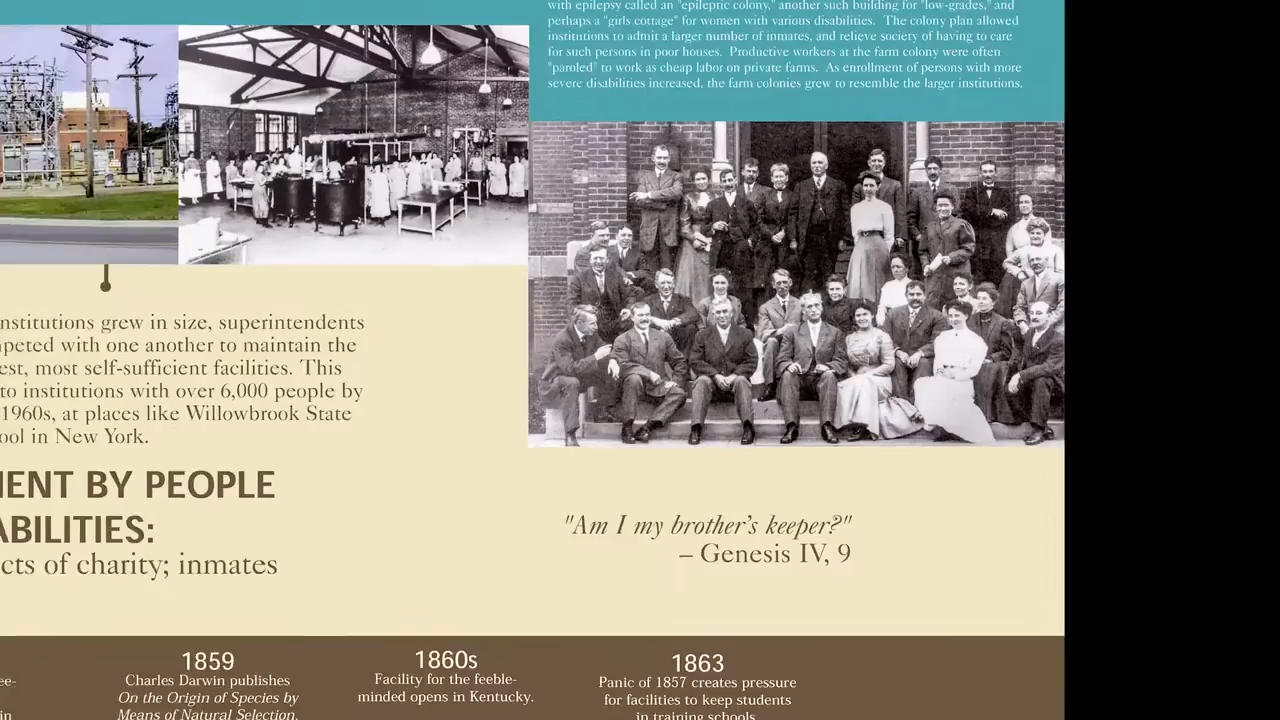 with epilepsy called an "epileptic colony," another such building for "low-grades," and
perhaps a "girls cottage" for women with various disabilities. The colony plan allowed
institutions to admit a larger number of inmates, and relieve society of having to care
for such persons in poor houses. Productive workers at the farm colony were often
"paroled" to work as cheap labor on private farms. As enrollment of persons with more
severe disabilities increased, the farm colonies grew to resemble the larger institutions.
nstitutions grew in size, superintendents
peted with one another to maintain the
est, most self-sufficient facilities. This
to institutions with over 6,000 people by
1960s, at places like Willowbrook State
ool in New York.
MENT BY PEOPLE
ABILITIES:
cts of charity; inmates
"Am I my brother's keeper?"
– Genesis IV, 9
1859
Charles Darwin publishes
On the Origin of Species by
Means of Natural Selection.
1860s
Facility for the feeble-
minded opens in Kentucky.
1863
Panic of 1857 creates pressure
for facilities to keep students
in training schools
ee-
in